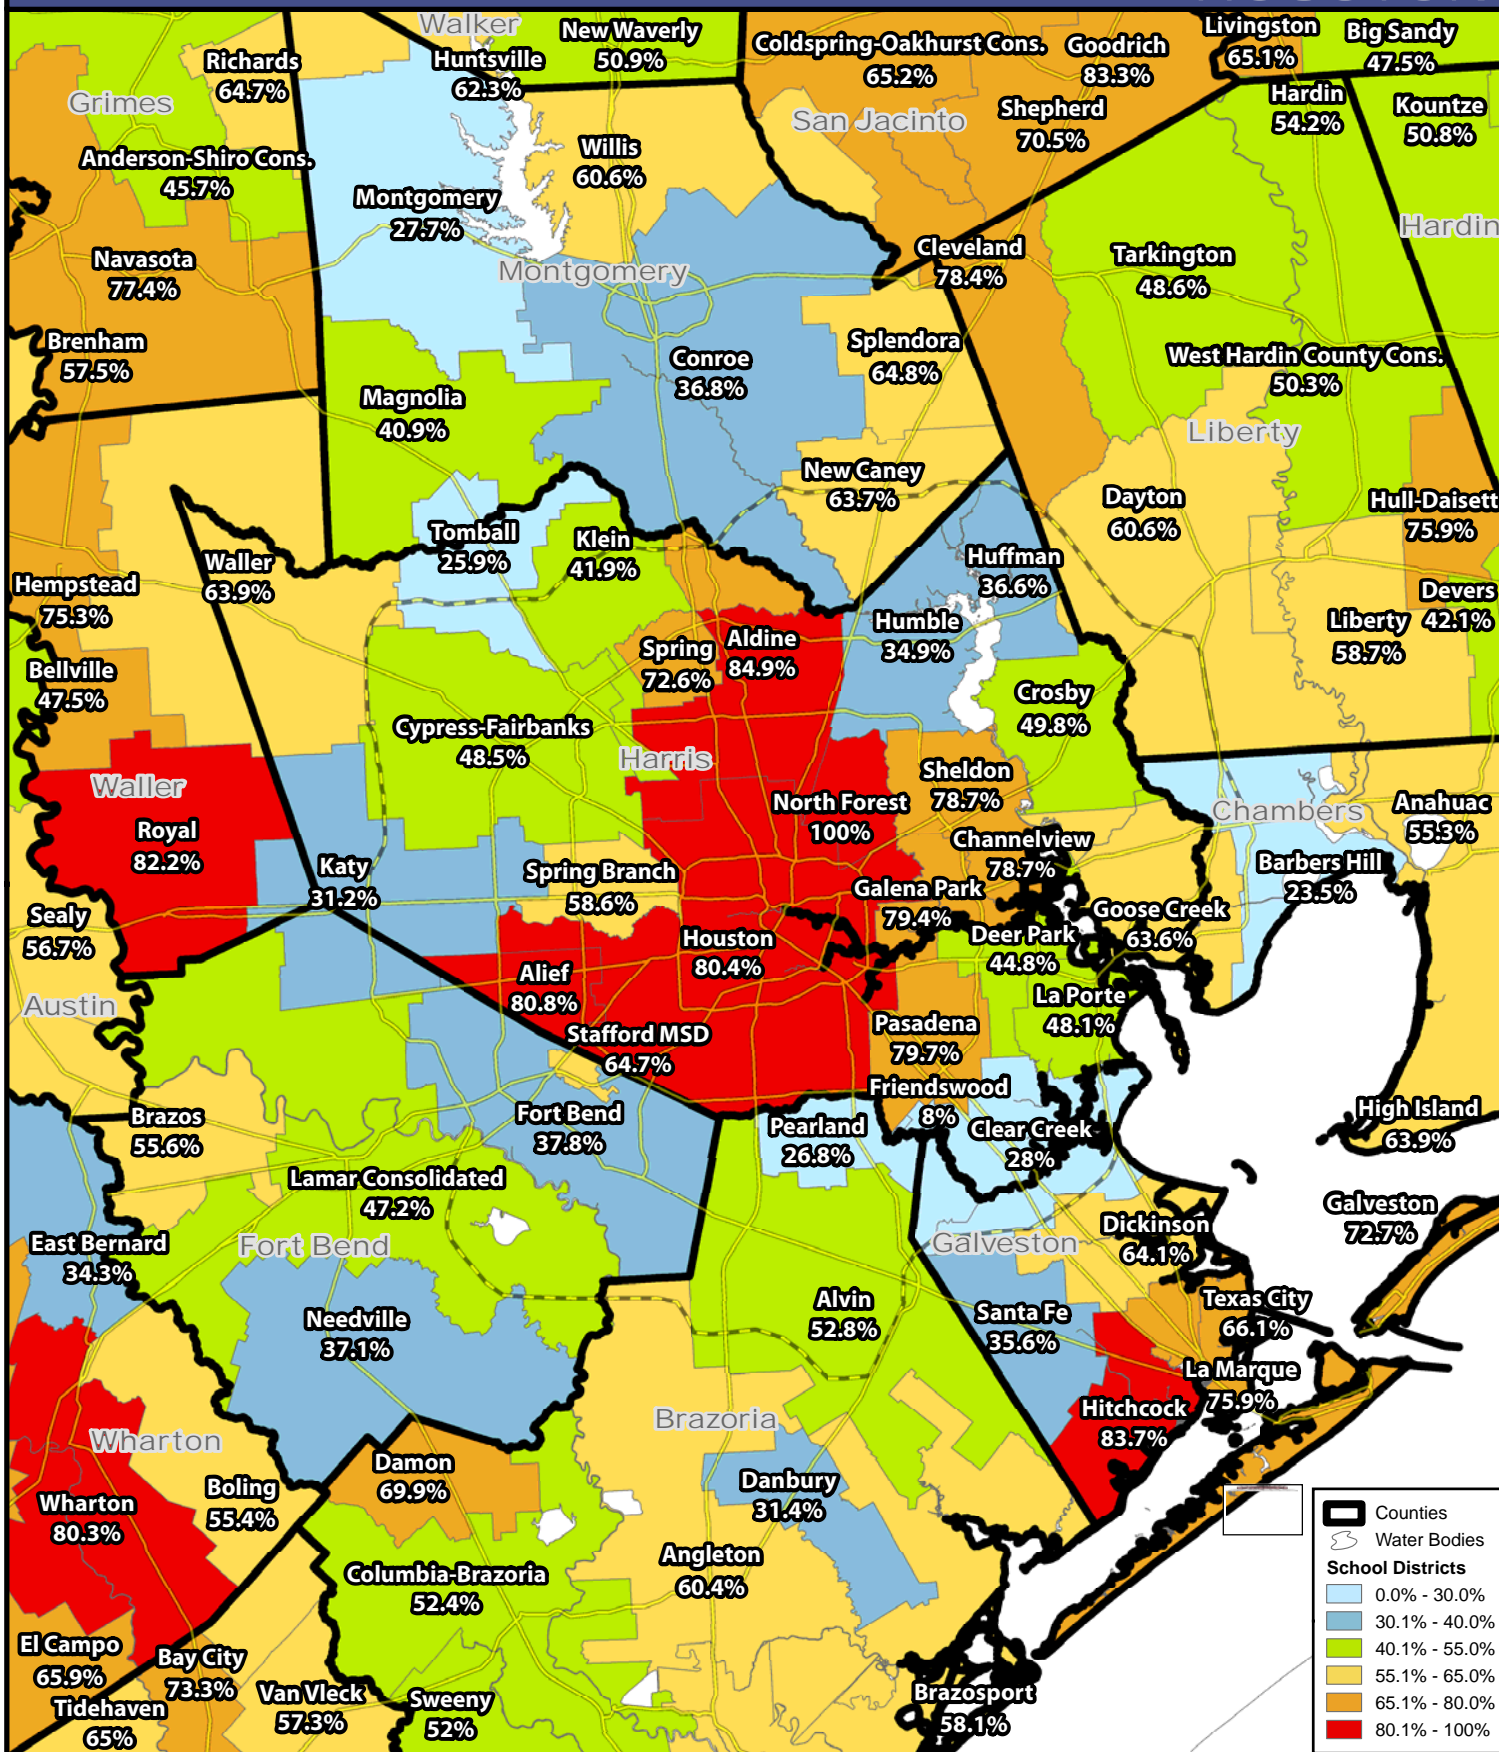 Walker
Richards
64.7%
Huntsville
62.3%
New Waverly
50.9%
Coldspring-Oakhurst Cons.
65.2%
Goodrich
83.3%
Livingston
65.1%
Big Sandy
47.5%
Grimes
San Jacinto
Shepherd
70.5%
Hardin
54.2%
Kountze
50.8%
Anderson-Shiro Cons.
45.7%
Willis
60.6%
Montgomery
27.7%
Hardin
Navasota
77.4%
Montgomery
Cleveland
78.4%
Tarkington
48.6%
Brenham
57.5%
Conroe
36.8%
Splendora
64.8%
West Hardin County Cons.
50.3%
Magnolia
40.9%
Liberty
New Caney
63.7%
Dayton
60.6%
Hull-Daisett
75.9%
Tomball
25.9%
Klein
41.9%
Huffman
36.6%
Waller
63.9%
Hempstead
75.3%
Devers
42.1%
Humble
34.9%
Liberty
58.7%
Spring
72.6%
Aldine
84.9%
Bellville
47.5%
Crosby
49.8%
Cypress-Fairbanks
48.5%
Harris
Waller
Sheldon
78.7%
North Forest
100%
Chambers
Anahuac
55.3%
Royal
82.2%
Channelview
78.7%
Katy
31.2%
Spring Branch
58.6%
Barbers Hill
23.5%
Galena Park
79.4%
Sealy
56.7%
Goose Creek
63.6%
Houston
80.4%
Deer Park
44.8%
Alief
80.8%
Austin
La Porte
48.1%
Stafford MSD
64.7%
Pasadena
79.7%
Friendswood
8%
Brazos
55.6%
Fort Bend
37.8%
Pearland
26.8%
Clear Creek
28%
High Island
63.9%
Lamar Consolidated
47.2%
Galveston
72.7%
East Bernard
34.3%
Fort Bend
Galveston
Dickinson
64.1%
Needville
37.1%
Alvin
52.8%
Santa Fe
35.6%
Texas City
66.1%
La Marque
75.9%
Hitchcock
83.7%
Brazoria
Wharton
Damon
69.9%
Boling
55.4%
Danbury
31.4%
Wharton
80.3%
Angleton
60.4%
Columbia-Brazoria
52.4%
El Campo
65.9%
Bay City
73.3%
Van Vleck
57.3%
Sweeny
52%
Brazosport
58.1%
Tidehaven
65%
Counties
Water Bodies
School Districts
0.0% - 30.0%
30.1% - 40.0%
40.1% - 55.0%
55.1% - 65.0%
65.1% - 80.0%
80.1% - 100%